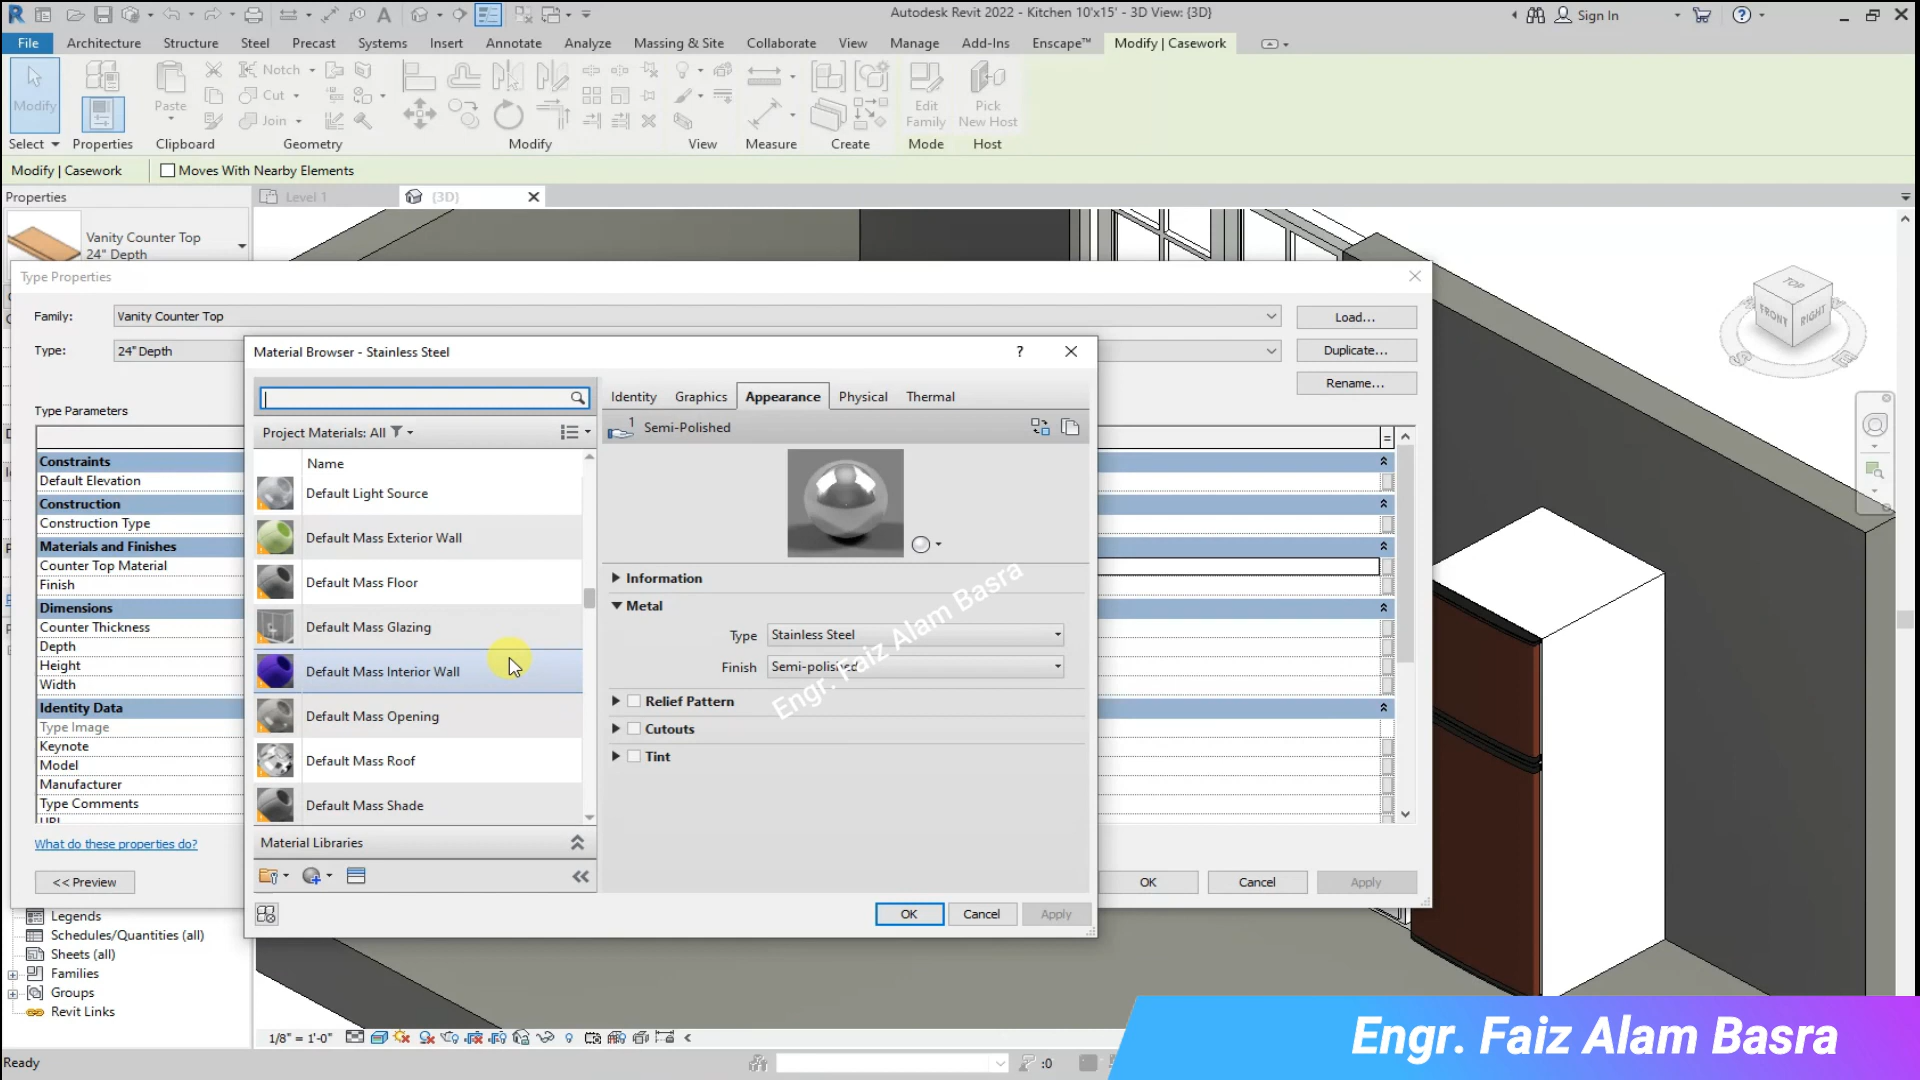 Autodesk Revit 2022 - Kitchen 10'x15' - 3D View: {3D}
Sign In
File
Architecture
Structure
Steel
Precast
Systems
Insert
Annotate
Analyze
Massing & Site
Collaborate
View
Manage
Add-Ins
Enscape™
Modify | Casework
Modify
Paste
Notch
Cut
Join
Edit
Family
Pick
New Host
Select
Properties
Clipboard
Geometry
Modify
View
Measure
Create
Mode
Host
Modify | Casework
Moves With Nearby Elements
Properties
Level 1
{3D}
Vanity Counter Top
24" Depth
TOP
FRONT
RIGHT
Type Properties
Family:
Vanity Counter Top
Load...
Type:
24" Depth
Duplicate...
Rename...
Type Parameters
=
Constraints
Default Elevation
Construction
Construction Type
Materials and Finishes
Counter Top Material
Finish
Dimensions
Counter Thickness
Depth
Height
Width
Identity Data
Type Image
Keynote
Model
Manufacturer
Type Comments
URL
What do these properties do?
<< Preview
OK
Cancel
Apply
Material Browser - Stainless Steel
?
Project Materials: All
Name
Default Light Source
Default Mass Exterior Wall
Default Mass Floor
Default Mass Glazing
Default Mass Interior Wall
Default Mass Opening
Default Mass Roof
Default Mass Shade
Material Libraries
Identity
Graphics
Appearance
Physical
Thermal
1
Semi-Polished
Information
Metal
Type
Stainless Steel
Finish
Semi-polished
Relief Pattern
Cutouts
Tint
Engr. Faiz Alam Basra
OK
Cancel
Apply
Legends
Schedules/Quantities (all)
Sheets (all)
Families
Groups
Revit Links
1/8" = 1'-0"
Ready
:0
Engr. Faiz Alam Basra